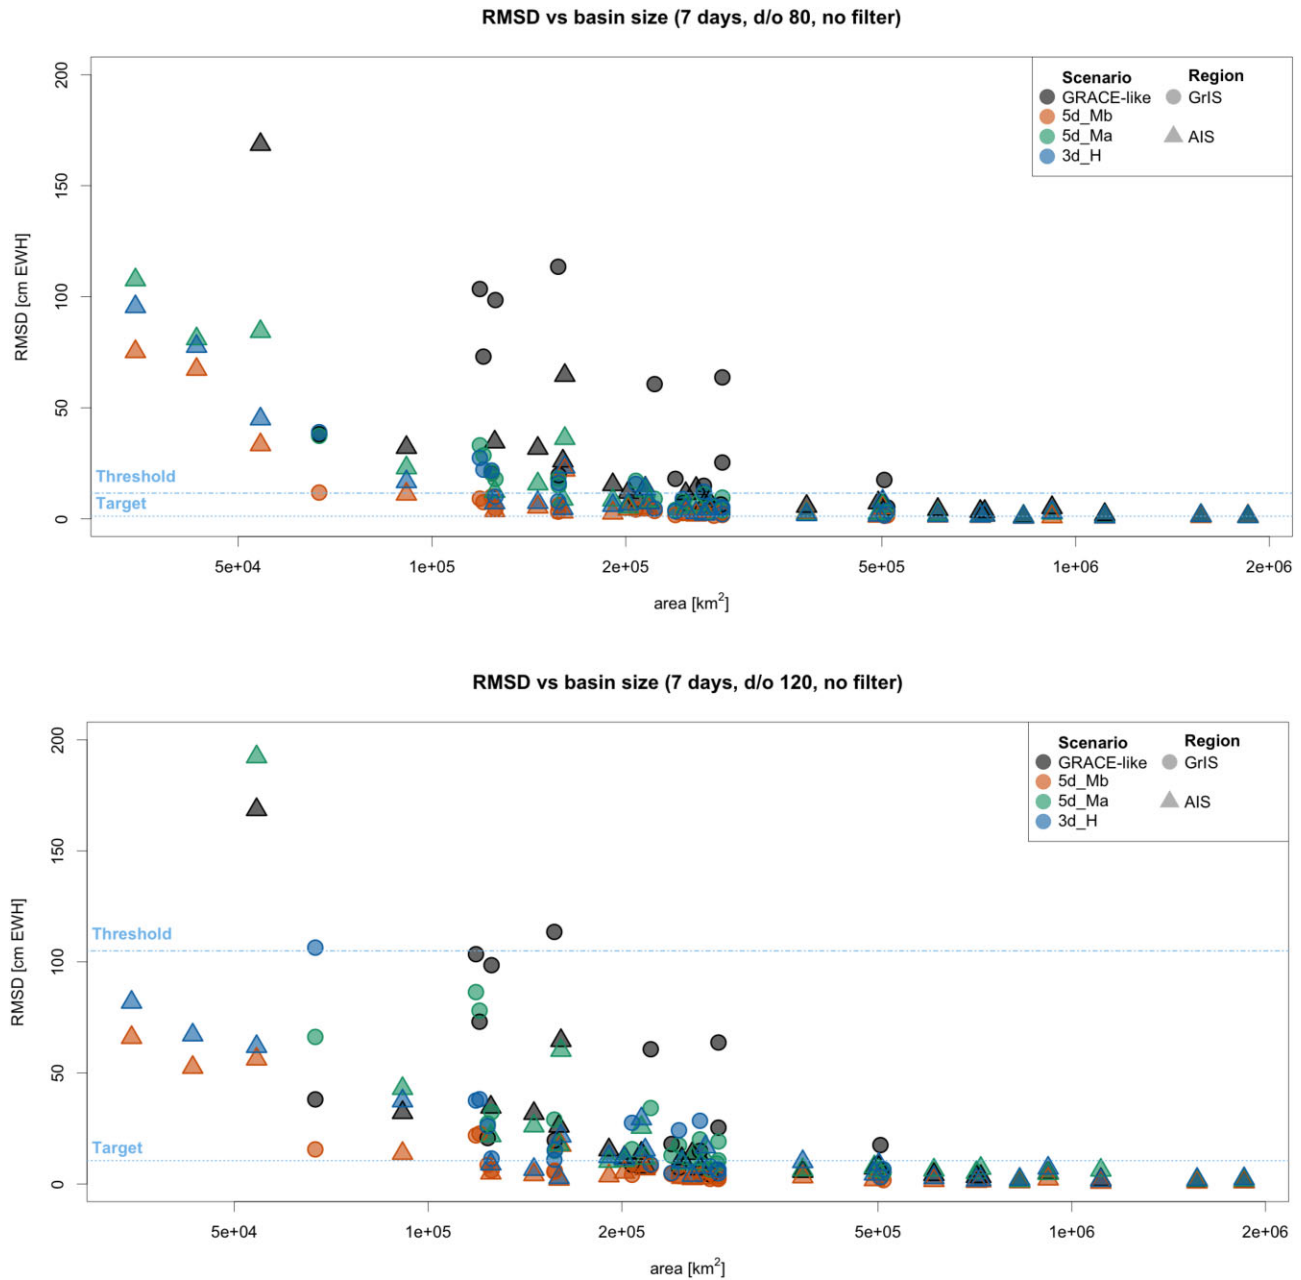 RMSD vs basin size (7 days, d/o 80, no filter)
RMSD [cm EWH]
200
150
100
50
0
Threshold
Target
Scenario
GRACE-like
5d_Mb
5d_Ma
3d_H
Region
GrIS
AIS
5e+04 1e+05 2e+05 5e+05 1e+06 2e+06
area [km²]
RMSD vs basin size (7 days, d/o 120, no filter)
RMSD [cm EWH]
200
150
100
50
0
Threshold
Target
Scenario
GRACE-like
5d_Mb
5d_Ma
3d_H
Region
GrIS
AIS
5e+04 1e+05 2e+05 5e+05 1e+06 2e+06
area [km²]